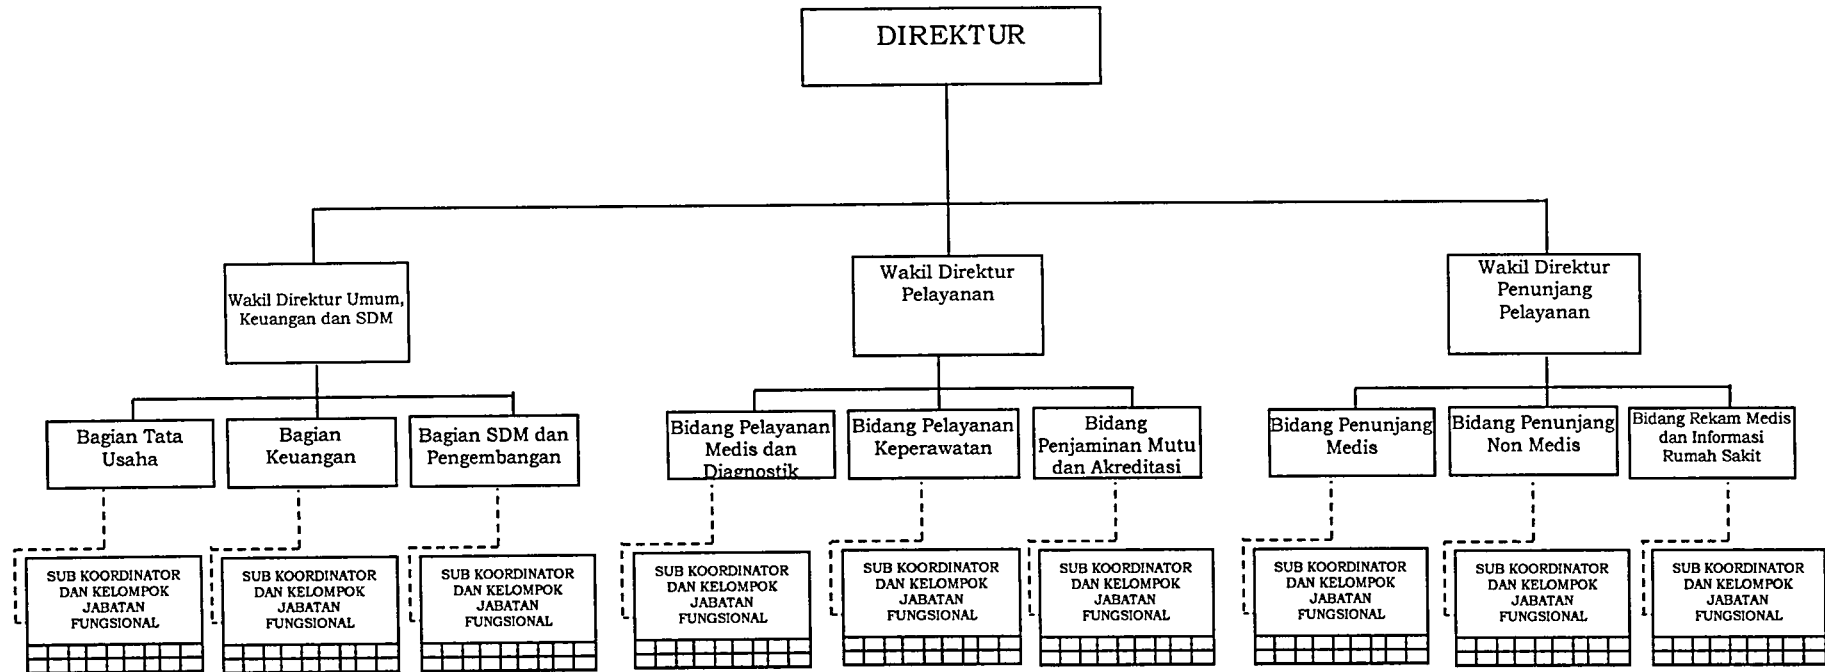 DIREKTUR
Wakil Direktur Umum,
Keuangan dan SDM
Wakil Direktur
Pelayanan
Wakil Direktur
Penunjang
Pelayanan
Bagian Tata
Usaha
Bagian
Keuangan
Bagian SDM dan
Pengembangan
Bidang Pelayanan
Medis dan
Diagnostik
Bidang Pelayanan
Keperawatan
Bidang
Penjaminan Mutu
dan Akreditasi
Bidang Penunjang
Medis
Bidang Penunjang
Non Medis
Bidang Rekam Medis
dan Informasi
Rumah Sakit
SUB KOORDINATOR
DAN KELOMPOK
JABATAN
FUNGSIONAL
SUB KOORDINATOR
DAN KELOMPOK
JABATAN
FUNGSIONAL
SUB KOORDINATOR
DAN KELOMPOK
JABATAN
FUNGSIONAL
SUB KOORDINATOR
DAN KELOMPOK
JABATAN
FUNGSIONAL
SUB KOORDINATOR
DAN KELOMPOK
JABATAN
FUNGSIONAL
SUB KOORDINATOR
DAN KELOMPOK
JABATAN
FUNGSIONAL
SUB KOORDINATOR
DAN KELOMPOK
JABATAN
FUNGSIONAL
SUB KOORDINATOR
DAN KELOMPOK
JABATAN
FUNGSIONAL
SUB KOORDINATOR
DAN KELOMPOK
JABATAN
FUNGSIONAL